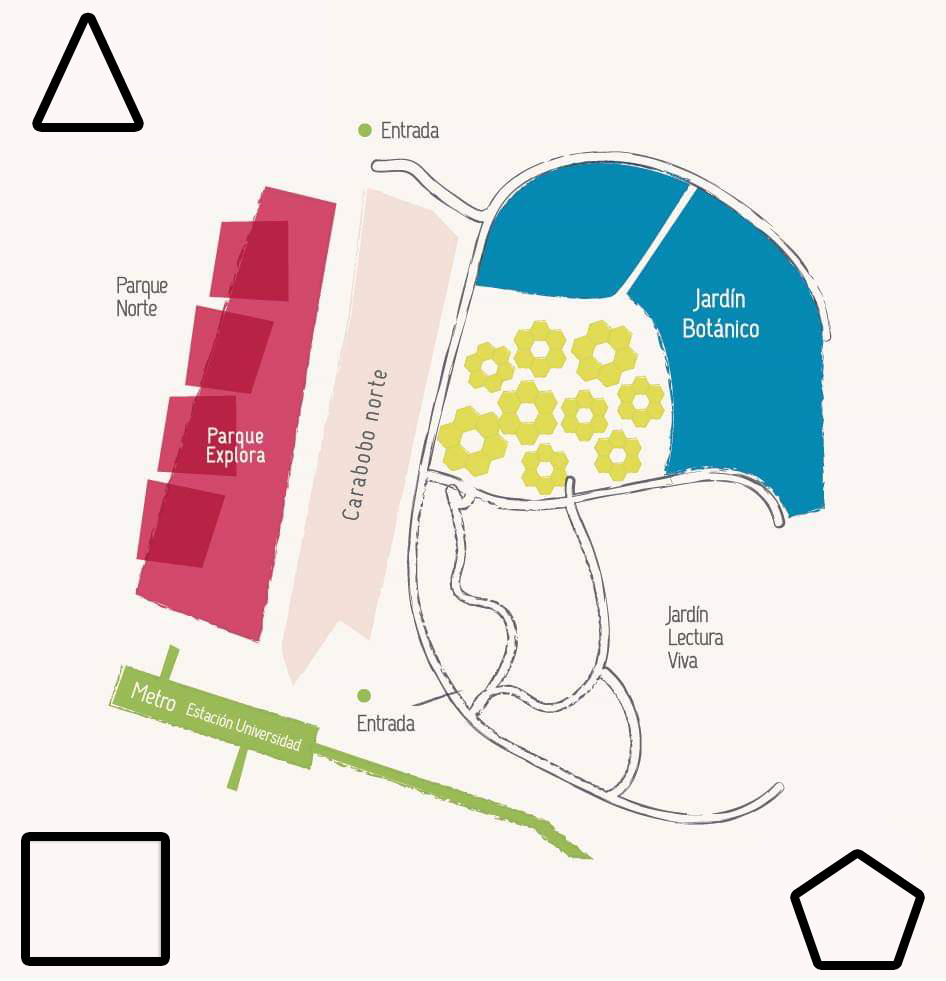 Entrada
Parque
Norte
Jardín
Botánico
Carabobo norte
Parque
Explora
Jardín
Lectura
Viva
Metro Estación Universidad
Entrada